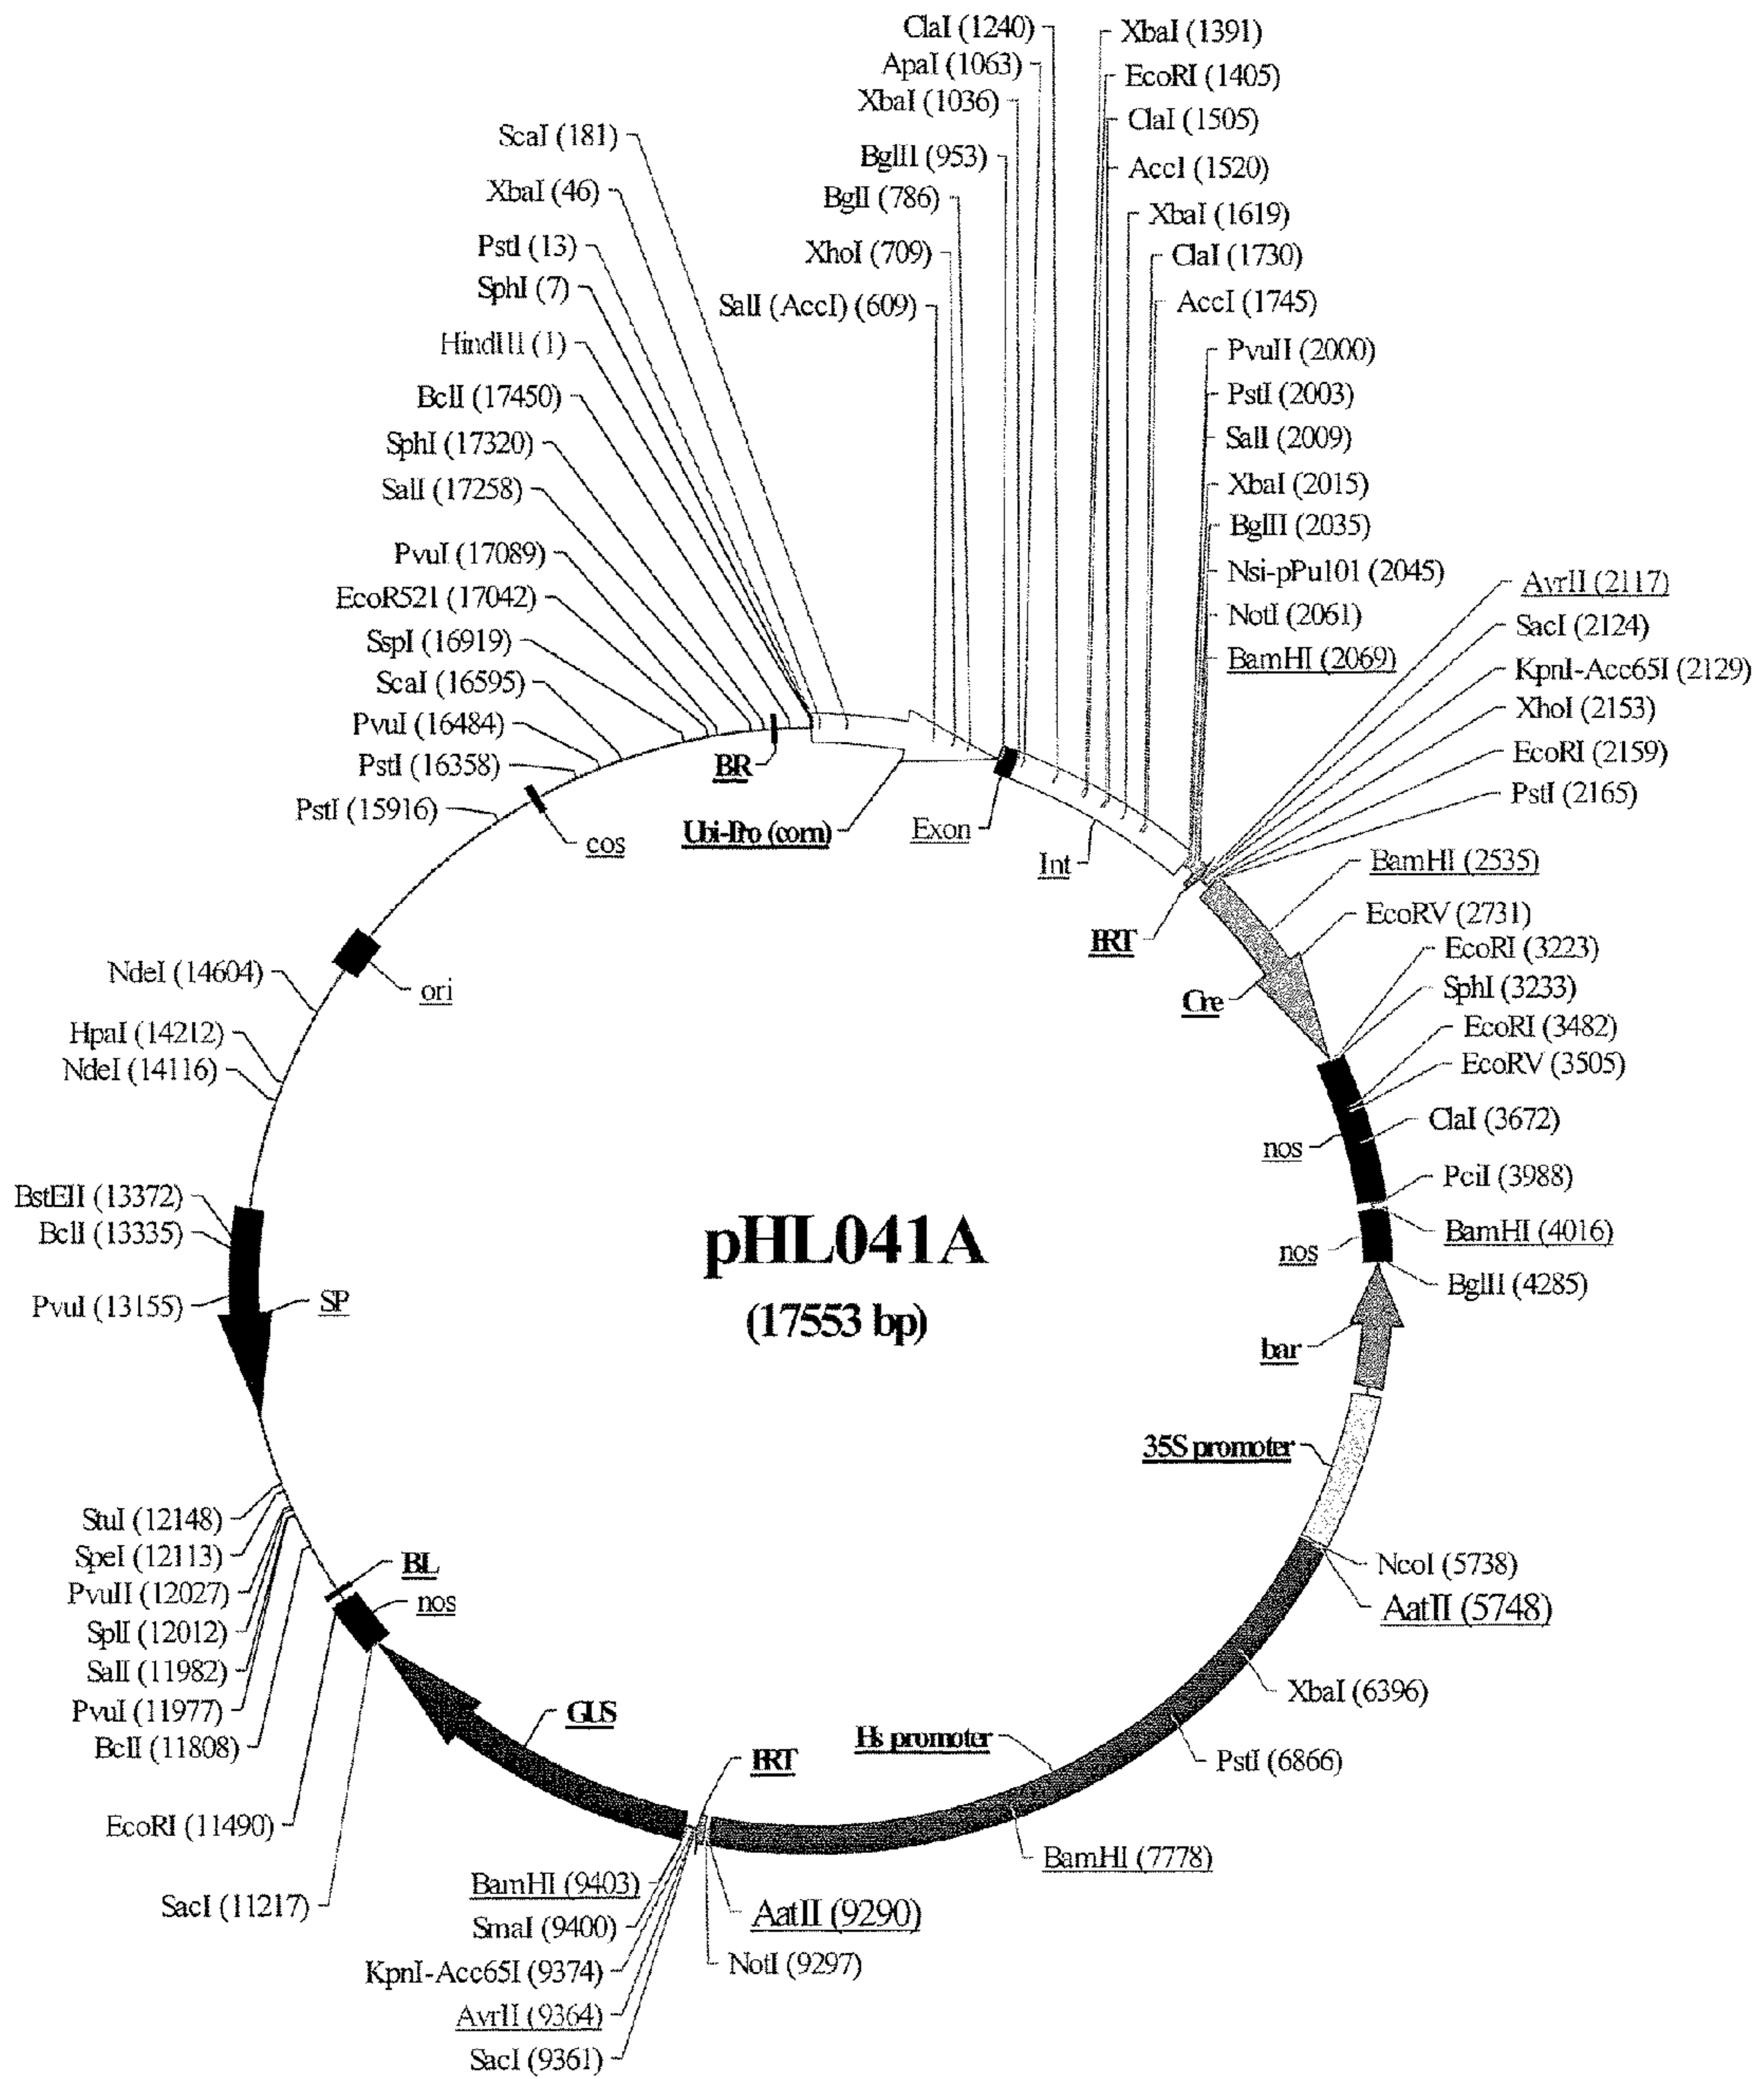 ClaI (1240)
ApaI (1063)
XbaI (1036)
BglII (953)
BglI (786)
XhoI (709)
SalI (AccI) (609)
XbaI (1391)
EcoRI (1405)
ClaI (1505)
AccI (1520)
XbaI (1619)
ClaI (1730)
AccI (1745)
PvuII (2000)
PstI (2003)
SalI (2009)
XbaI (2015)
BglII (2035)
Nsi-pPu101 (2045)
NotI (2061)
BamHI (2069)
AvrII (2117)
SacI (2124)
KpnI-Acc65I (2129)
XhoI (2153)
EcoRI (2159)
PstI (2165)
BamHI (2535)
EcoRV (2731)
EcoRI (3223)
SphI (3233)
EcoRI (3482)
EcoRV (3505)
ClaI (3672)
PciI (3988)
BamHI (4016)
BglII (4285)
NcoI (5738)
AatII (5748)
XbaI (6396)
PstI (6866)
BamHI (7778)
AatII (9290)
NotI (9297)
ScaI (181)
XbaI (46)
PstI (13)
SphI (7)
HindIII (1)
BclI (17450)
SphI (17320)
SalI (17258)
PvuI (17089)
EcoR52I (17042)
SspI (16919)
ScaI (16595)
PvuI (16484)
PstI (16358)
PstI (15916)
NdeI (14604)
HpaI (14212)
NdeI (14116)
BstEII (13372)
BclI (13335)
PvuI (13155)
StuI (12148)
SpeI (12113)
PvuII (12027)
SplI (12012)
SalI (11982)
PvuI (11977)
BclI (11808)
EcoRI (11490)
SacI (11217)
BamHI (9403)
SmaI (9400)
KpnI-Acc65I (9374)
AvrII (9364)
SacI (9361)
BR
cos
Ubi-Pro (corn)
Exon
Int
FRT
Cre
ori
nos
nos
bar
35S promoter
SP
BL
nos
GUS
FRT
Hs promoter
pHL041A
(17553 bp)